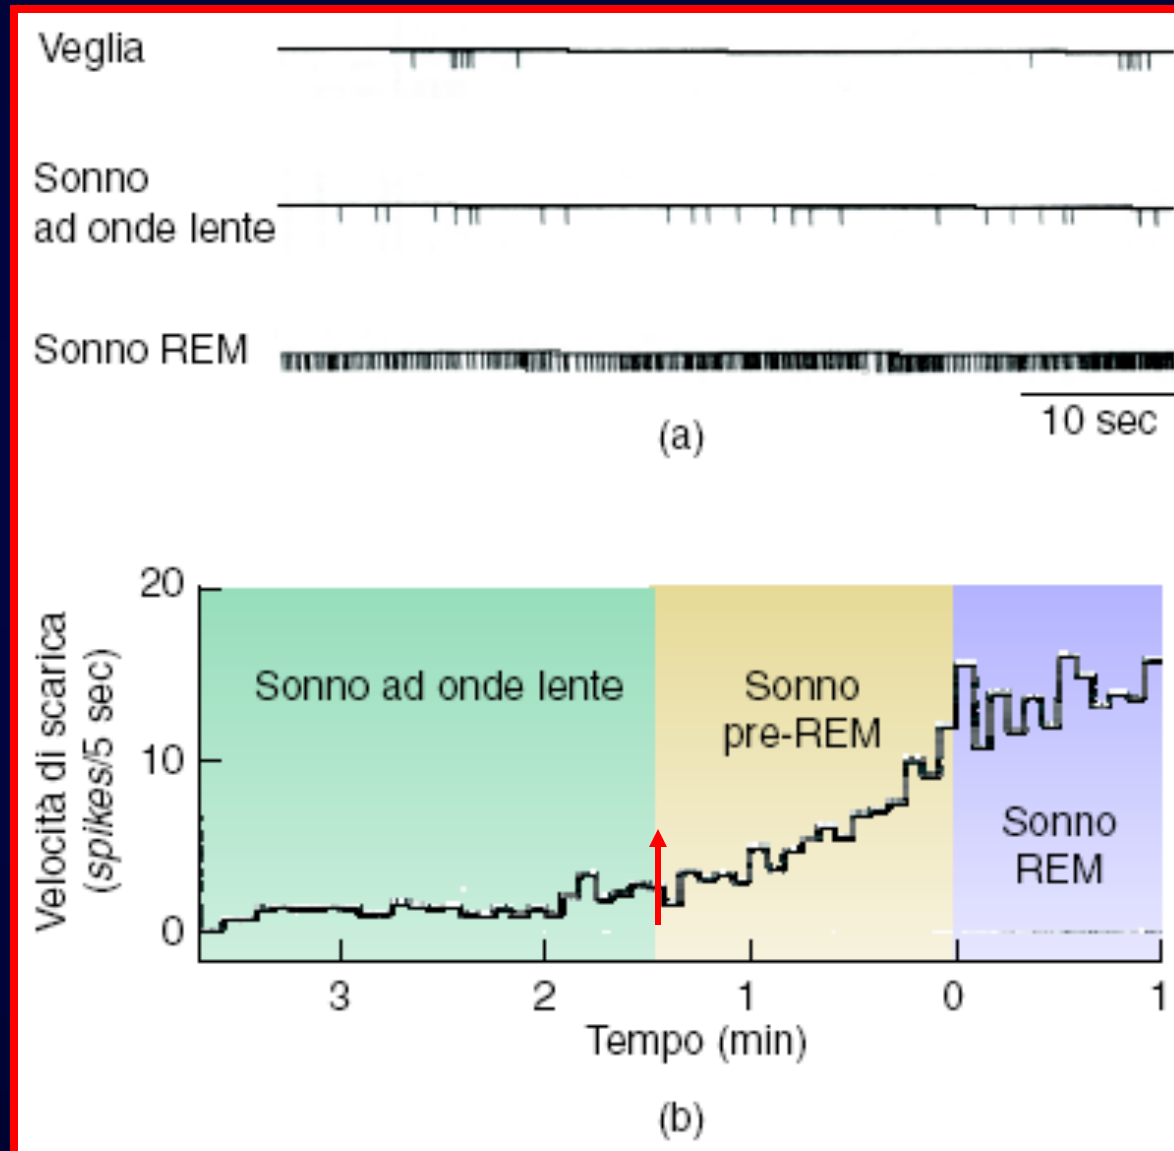 Veglia
Sonno
ad onde lente
Sonno REM
10 sec
(a)
20
10
0
Velocità di scarica
(spikes/5 sec)
Sonno ad onde lente
Sonno
pre-REM
Sonno
REM
3 2 1 0 1
Tempo (min)
(b)